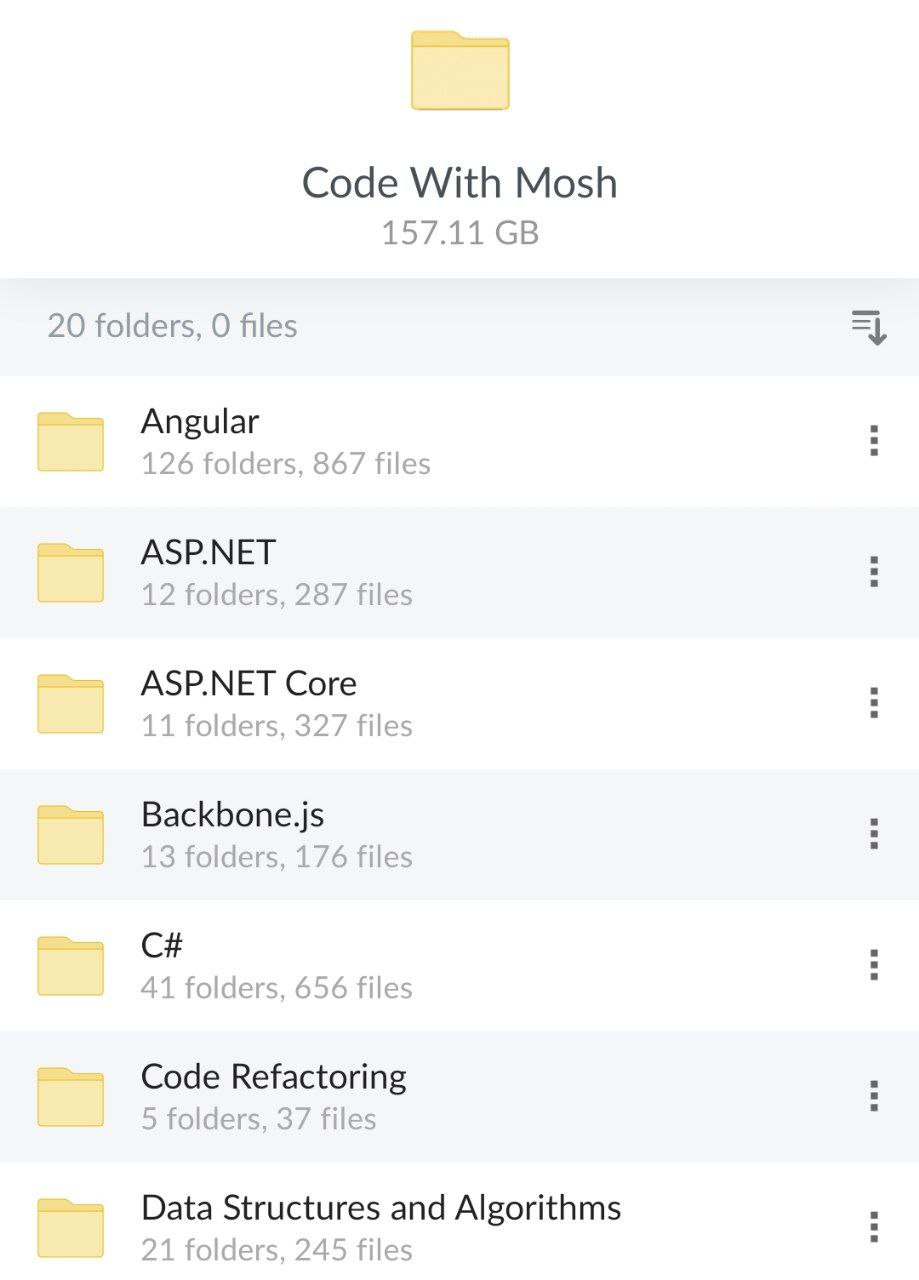 Code With Mosh
157.11 GB
20 folders, 0 files
Angular
126 folders, 867 files
ASP.NET
12 folders, 287 files
ASP.NET Core
11 folders, 327 files
Backbone.js
13 folders, 176 files
C#
41 folders, 656 files
Code Refactoring
5 folders, 37 files
Data Structures and Algorithms
21 folders, 245 files